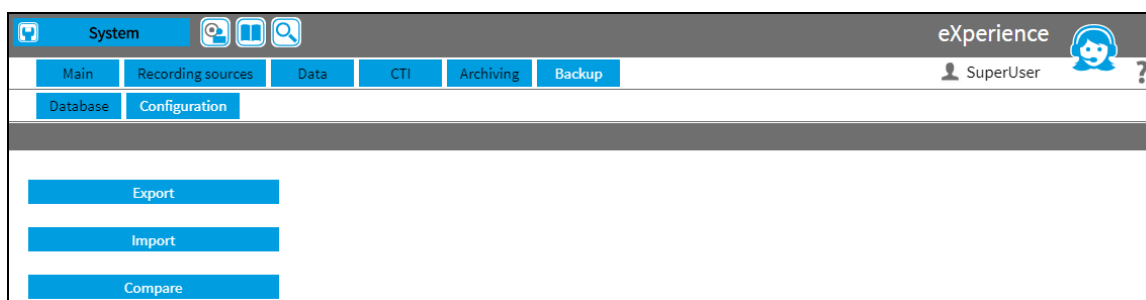 System eXperience
SuperUser ?
Main Recording sources Data CTI Archiving Backup
Database Configuration
Export
Import
Compare